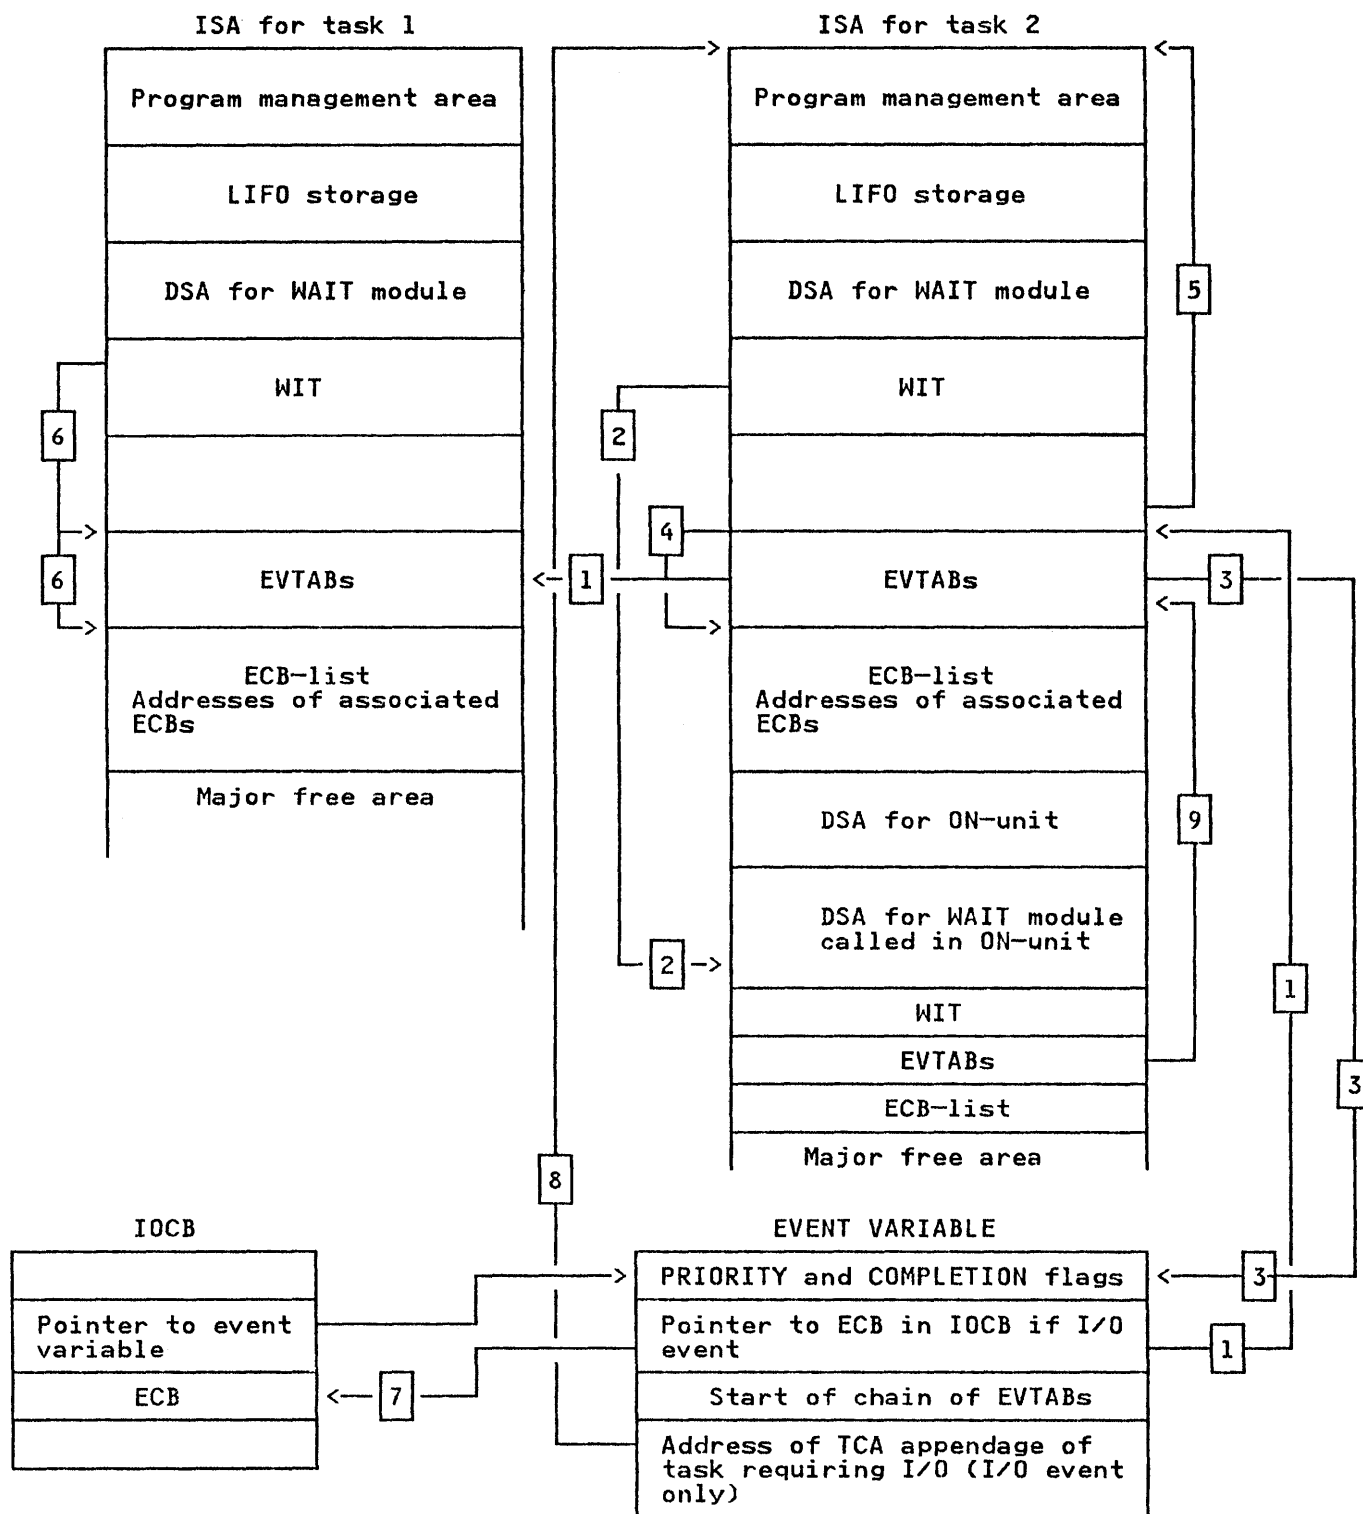 ISA for task 1
Program management area
LIFO storage
DSA for WAIT module
WIT
EVTABs
ECB-list
Addresses of associated
ECBs
Major free area
6
6
ISA for task 2
Program management area
LIFO storage
DSA for WAIT module
WIT
EVTABs
ECB-list
Addresses of associated
ECBs
DSA for ON-unit
DSA for WAIT module
called in ON-unit
WIT
EVTABs
ECB-list
Major free area
5
2
4
1
3
9
2
1
3
8
IOCB
Pointer to event
variable
ECB
7
EVENT VARIABLE
PRIORITY and COMPLETION flags
Pointer to ECB in IOCB if I/O
event
Start of chain of EVTABs
Address of TCA appendage of
task requiring I/O (I/O event
only)
3
1